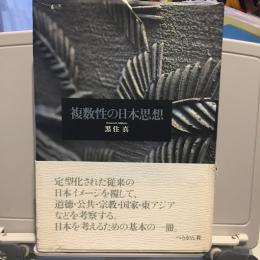 複数性の日本思想
黒住 真
定型化された従来の
日本イメージを覆して、
道徳・公共・宗教・国家・東アジア
などを考察する。
日本を考えるための基本の一冊。
ぺりかん社